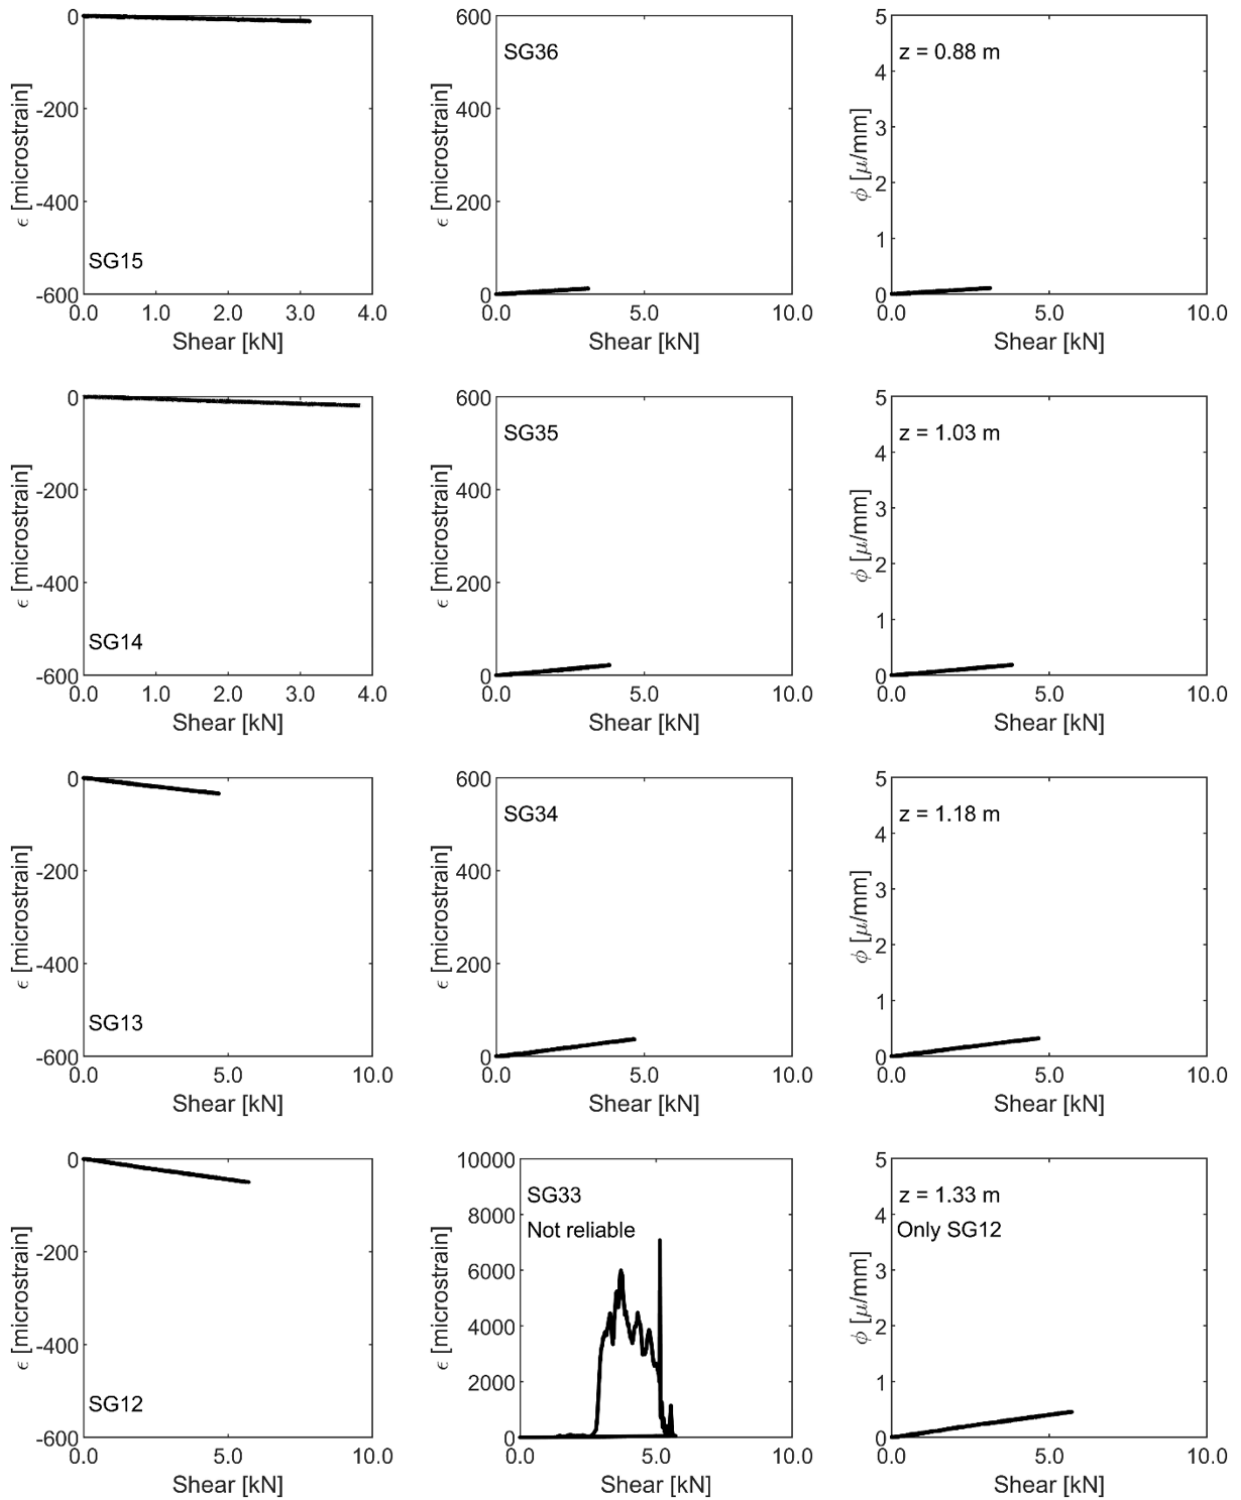 0
-200
-400
-600
ϵ [microstrain]
SG15
0.0 1.0 2.0 3.0 4.0
Shear [kN]
600
400
200
0
ϵ [microstrain]
SG36
0.0 5.0 10.0
Shear [kN]
5
4
3
2
1
0
ϕ [μ/mm]
z = 0.88 m
0.0 5.0 10.0
Shear [kN]
0
-200
-400
-600
ϵ [microstrain]
SG14
0.0 1.0 2.0 3.0 4.0
Shear [kN]
600
400
200
0
ϵ [microstrain]
SG35
0.0 5.0 10.0
Shear [kN]
5
4
3
2
1
0
ϕ [μ/mm]
z = 1.03 m
0.0 5.0 10.0
Shear [kN]
0
-200
-400
-600
ϵ [microstrain]
SG13
0.0 5.0 10.0
Shear [kN]
600
400
200
0
ϵ [microstrain]
SG34
0.0 5.0 10.0
Shear [kN]
5
4
3
2
1
0
ϕ [μ/mm]
z = 1.18 m
0.0 5.0 10.0
Shear [kN]
0
-200
-400
-600
ϵ [microstrain]
SG12
0.0 5.0 10.0
Shear [kN]
10000
8000
6000
4000
2000
0
ϵ [microstrain]
SG33
Not reliable
0.0 5.0 10.0
Shear [kN]
5
4
3
2
1
0
ϕ [μ/mm]
z = 1.33 m
Only SG12
0.0 5.0 10.0
Shear [kN]